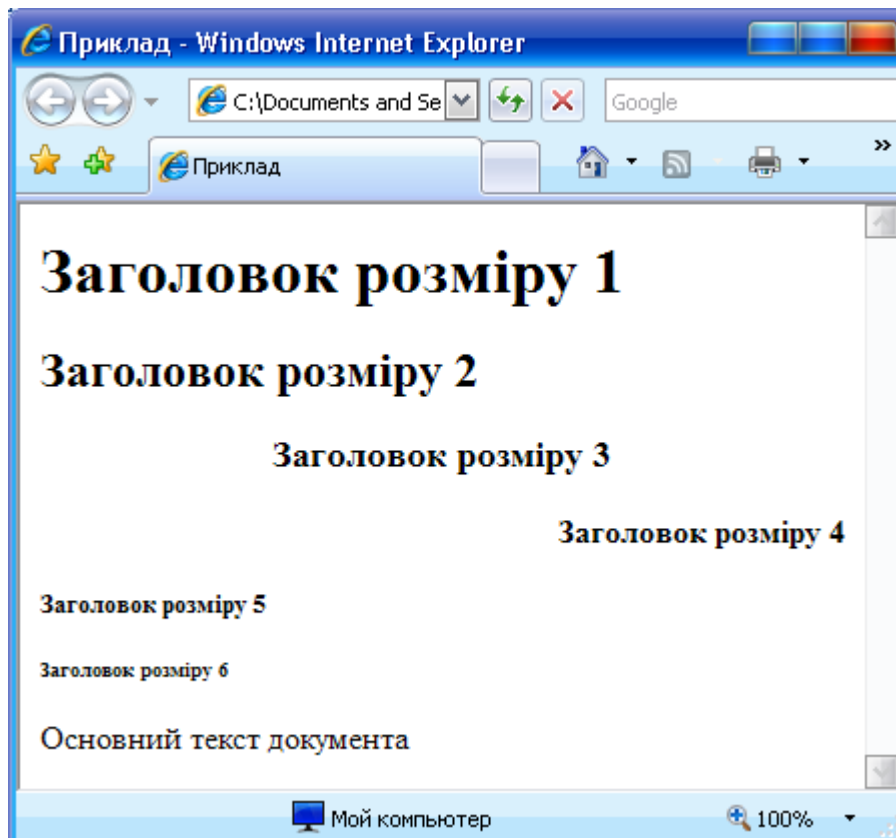 Приклад - Windows Internet Explorer
C:\Documents and Se
Google
Приклад
»
Заголовок розміру 1
Заголовок розміру 2
Заголовок розміру 3
Заголовок розміру 4
Заголовок розміру 5
Заголовок розміру 6
Основний текст документа
Мой компьютер
100%